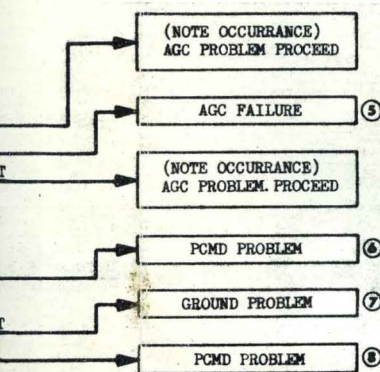 (NOTE OCCURRANCE)
AGC PROBLEM PROCEED
AGC FAILURE ⑤
T
(NOTE OCCURRANCE)
AGC PROBLEM. PROCEED
PCMD PROBLEM ⑥
GROUND PROBLEM ⑦
T
PCMD PROBLEM ⑧